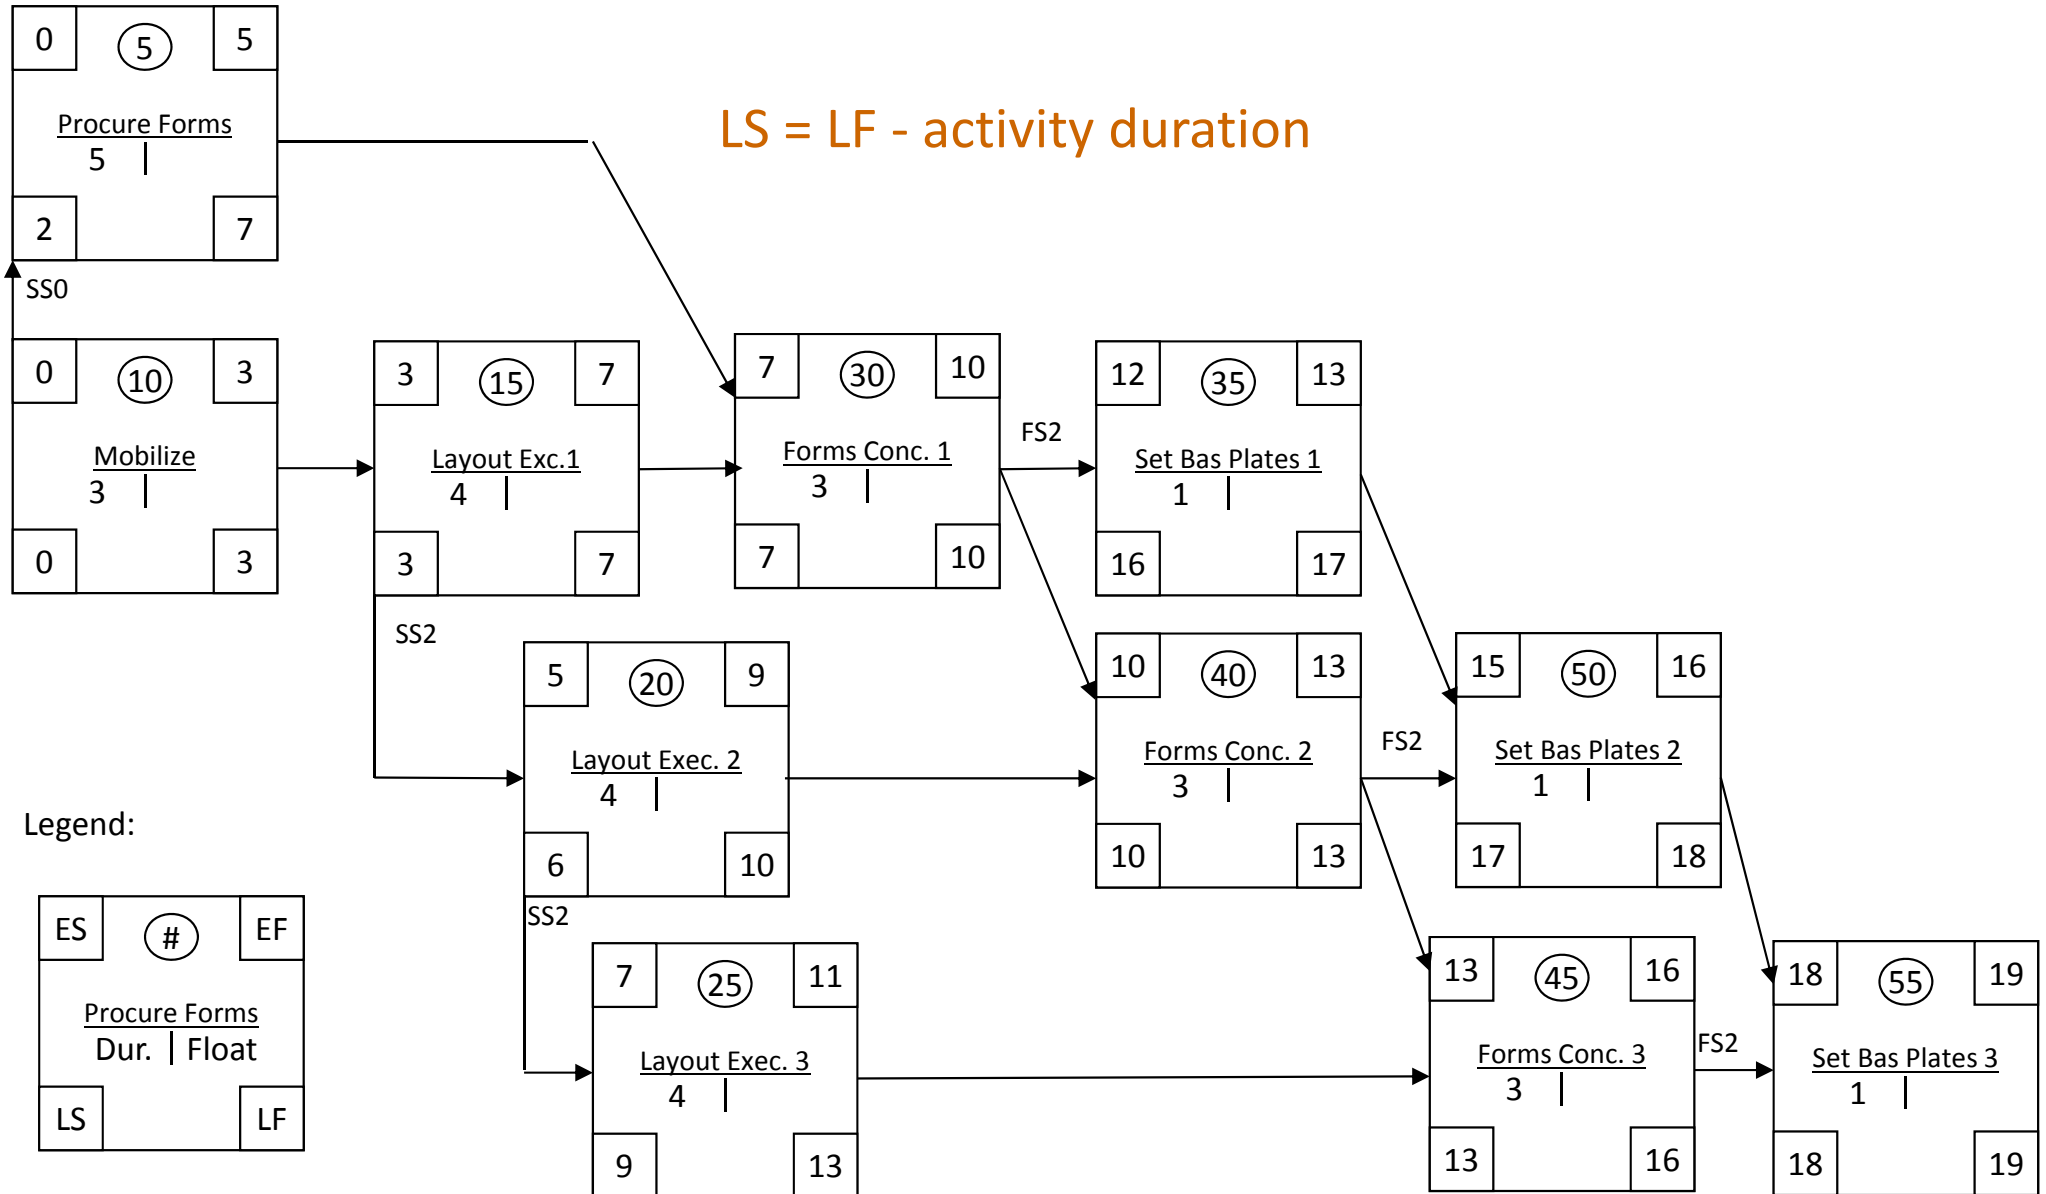 0 5 5
Procure Forms
5
2 7
LS = LF - activity duration
SS0
0 10 3
Mobilize
3
0 3
3 15 7
Layout Exc.1
4
3 7
7 30 10
Forms Conc. 1
3
7 10
FS2
12 35 13
Set Bas Plates 1
1
16 17
SS2
5 20 9
Layout Exec. 2
4
6 10
10 40 13
Forms Conc. 2
3
10 13
FS2
15 50 16
Set Bas Plates 2
1
17 18
SS2
7 25 11
Layout Exec. 3
4
9 13
13 45 16
Forms Conc. 3
3
13 16
FS2
18 55 19
Set Bas Plates 3
1
18 19
Legend:
ES # EF
Procure Forms
Dur. Float
LS LF